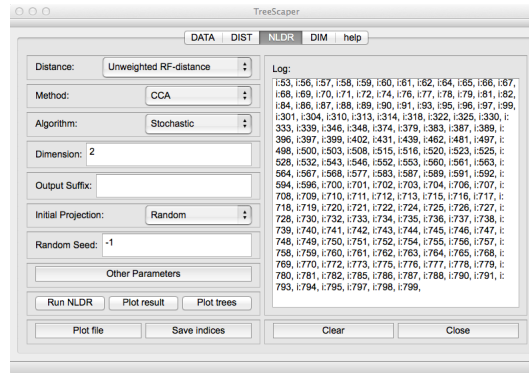 TreeScaper
DATA DIST NLDR DIM help
Distance: Unweighted RF-distance
Method: CCA
Algorithm: Stochastic
Dimension: 2
Output Suffix:
Initial Projection: Random
Random Seed: -1
Other Parameters
Run NLDR Plot result Plot trees
Plot file Save indices
Log:
i:53, i:56, i:57, i:58, i:59, i:60, i:61, i:62, i:64, i:65, i:66, i:67,
i:68, i:69, i:70, i:71, i:72, i:74, i:76, i:77, i:78, i:79, i:81, i:82,
i:84, i:86, i:87, i:88, i:89, i:90, i:91, i:93, i:95, i:96, i:97, i:99,
i:301, i:304, i:310, i:313, i:314, i:318, i:322, i:325, i:330, i:
333, i:339, i:346, i:348, i:374, i:379, i:383, i:387, i:389, i:
396, i:397, i:399, i:402, i:431, i:439, i:462, i:481, i:497, i:
498, i:500, i:503, i:508, i:515, i:516, i:520, i:523, i:525, i:
528, i:532, i:543, i:546, i:552, i:553, i:560, i:561, i:563, i:
564, i:567, i:568, i:577, i:583, i:587, i:589, i:591, i:592, i:
594, i:596, i:700, i:701, i:702, i:703, i:704, i:706, i:707, i:
708, i:709, i:710, i:711, i:712, i:713, i:715, i:716, i:717, i:
718, i:719, i:720, i:721, i:722, i:724, i:725, i:726, i:727, i:
728, i:730, i:732, i:733, i:734, i:735, i:736, i:737, i:738, i:
739, i:740, i:741, i:742, i:743, i:744, i:745, i:746, i:747, i:
748, i:749, i:750, i:751, i:752, i:754, i:755, i:756, i:757, i:
758, i:759, i:760, i:761, i:762, i:763, i:764, i:765, i:768, i:
769, i:770, i:772, i:773, i:775, i:776, i:777, i:778, i:779, i:
780, i:781, i:782, i:785, i:786, i:787, i:788, i:790, i:791, i:
793, i:794, i:795, i:797, i:798, i:799,
Clear Close